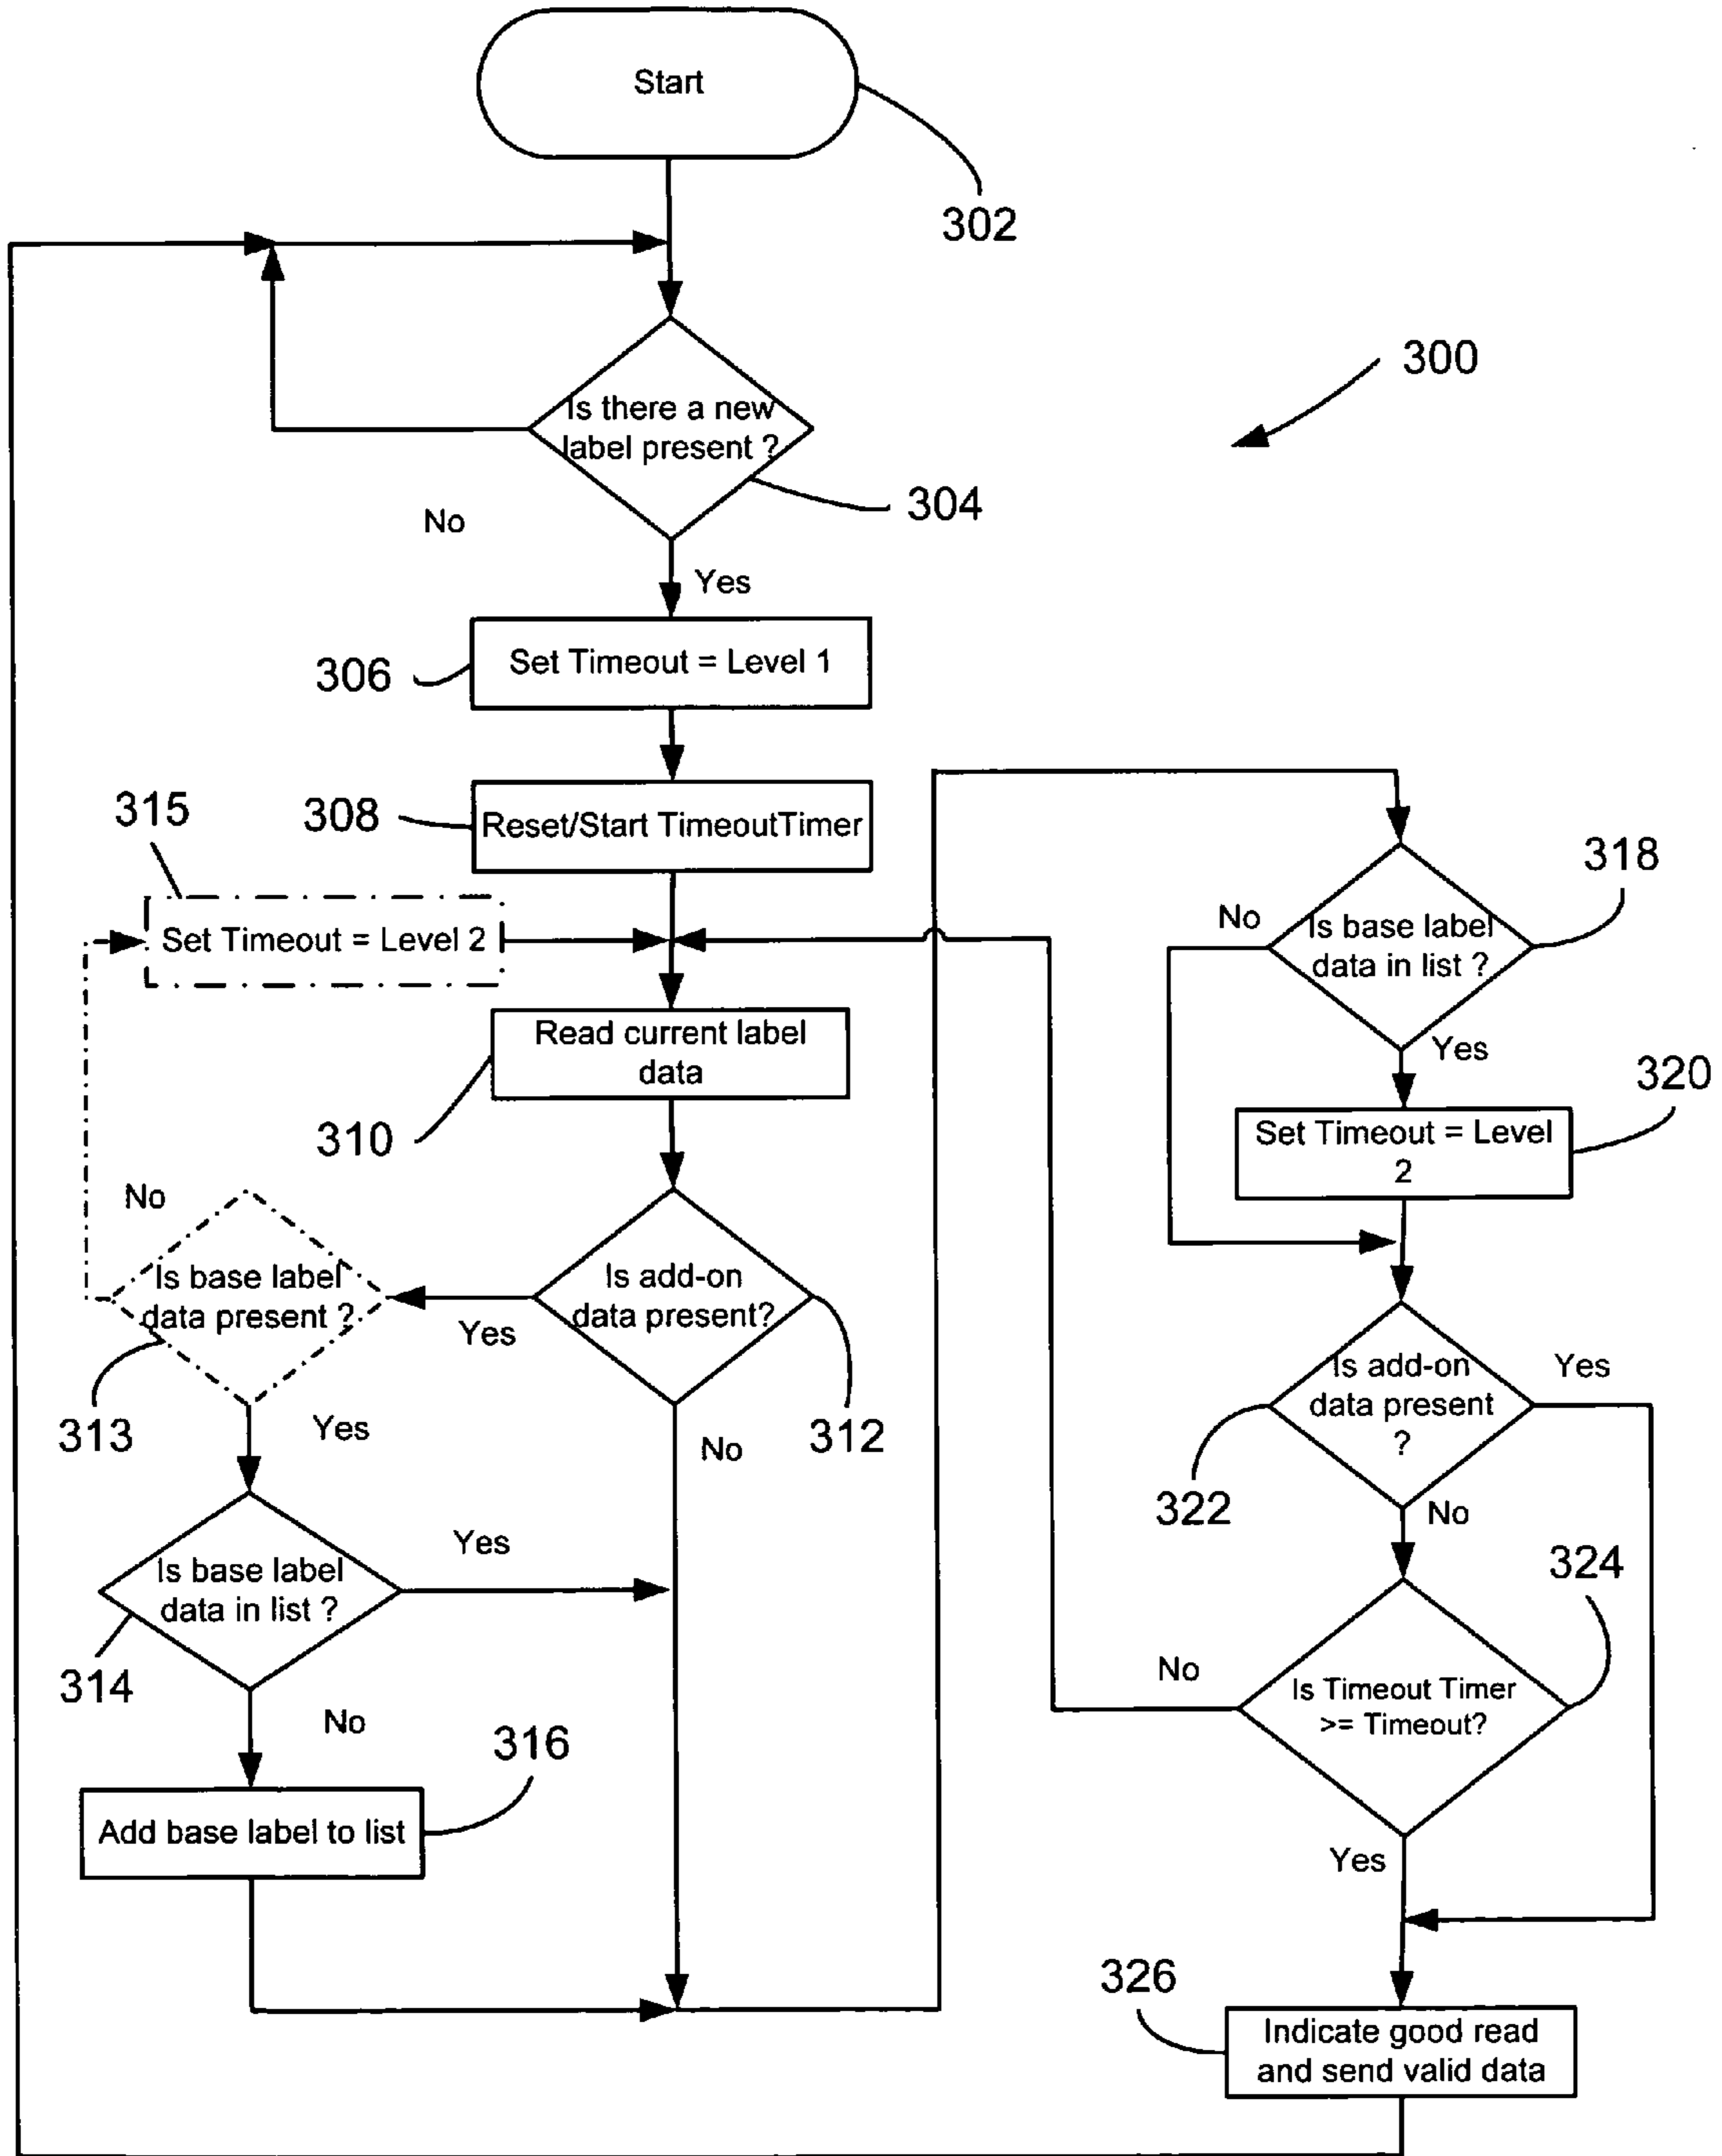 Start
302
300
Is there a new
label present ?
304
No
Yes
Set Timeout = Level 1
306
Reset/Start TimeoutTimer
308
315
Set Timeout = Level 2
318
No
Is base label
data in list ?
Yes
Read current label
data
310
320
Set Timeout = Level
2
No
Is base label
data present ?
313
Yes
Yes
Is add-on
data present?
312
No
Is add-on
data present
?
Yes
322
No
Is base label
data in list ?
Yes
314
No
324
No
Is Timeout Timer
>= Timeout?
Yes
316
Add base label to list
326
Indicate good read
and send valid data